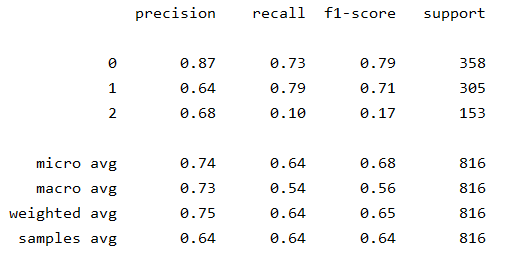 precision recall f1-score support
0 0.87 0.73 0.79 358
1 0.64 0.79 0.71 305
2 0.68 0.10 0.17 153
micro avg 0.74 0.64 0.68 816
macro avg 0.73 0.54 0.56 816
weighted avg 0.75 0.64 0.65 816
samples avg 0.64 0.64 0.64 816